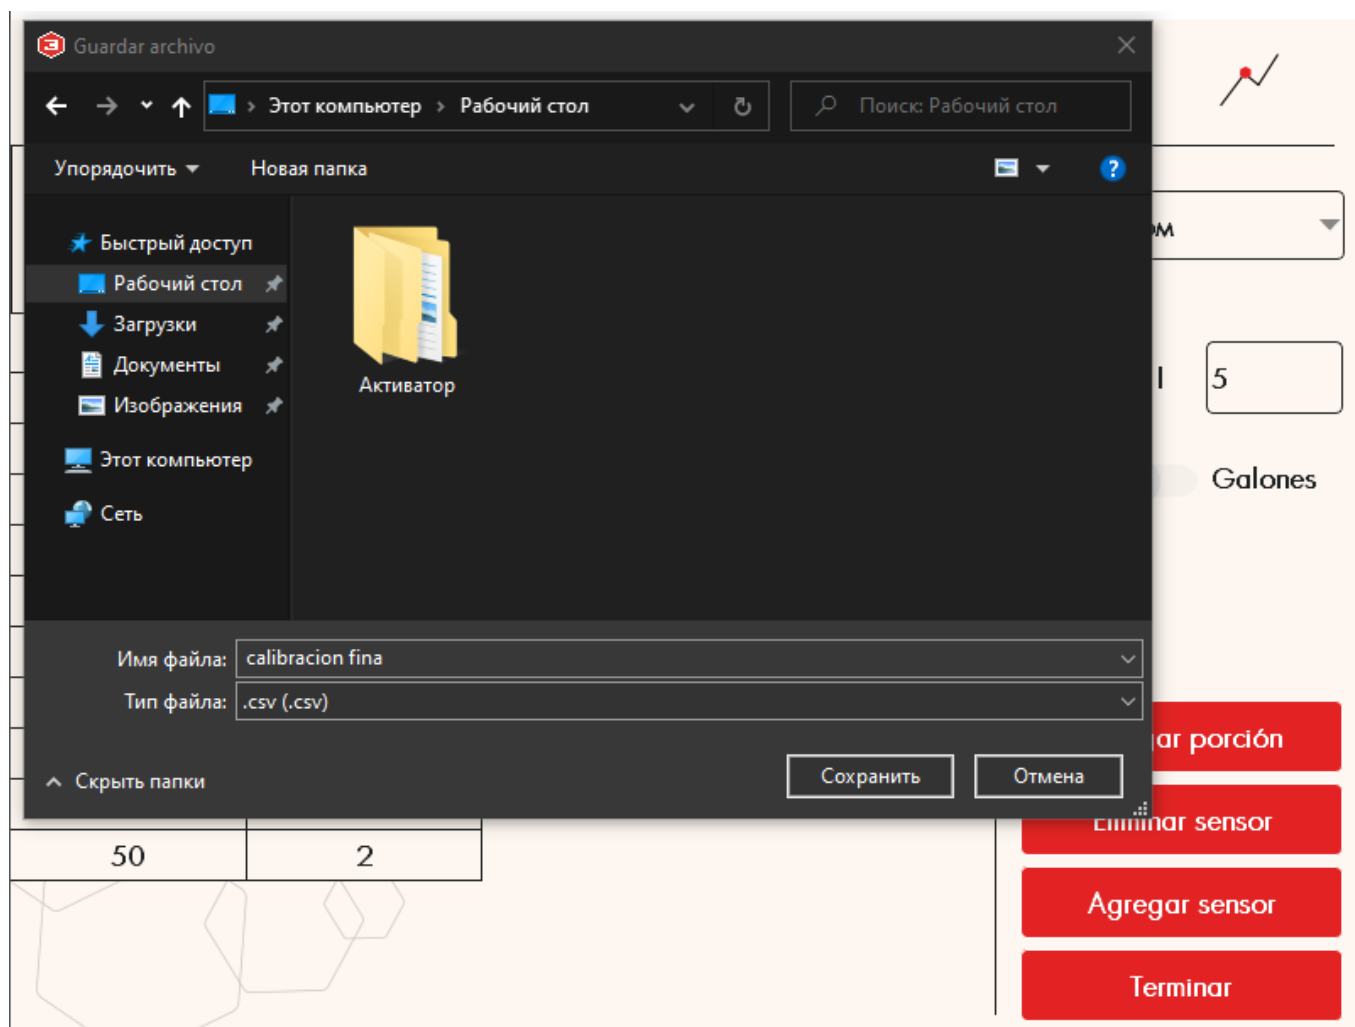 Guardar archivo
Этот компьютер Рабочий стол
Поиск: Рабочий стол
Упорядочить Новая папка
Быстрый доступ
Рабочий стол
Загрузки
Документы
Изображения
Этот компьютер
Сеть
Активатор
Имя файла: calibracion fina
Тип файла: .csv (.csv)
Скрыть папки
Сохранить Отмена
5
Galones
porción
Eliminar sensor
Agregar sensor
Terminar
50 2